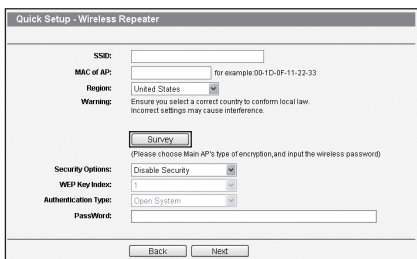 Quick Setup - Wireless Repeater
SSID:
MAC of AP: for example:00-1D-0F-11-22-33
Region: United States
Warning: Ensure you select a correct country to conform local law.
Incorrect settings may cause interference.
Survey
(Please choose Main AP's type of encryption,and input the wireless password)
Security Options: Disable Security
WEP Key Index: 1
Authentication Type: Open System
PassWord:
Back Next